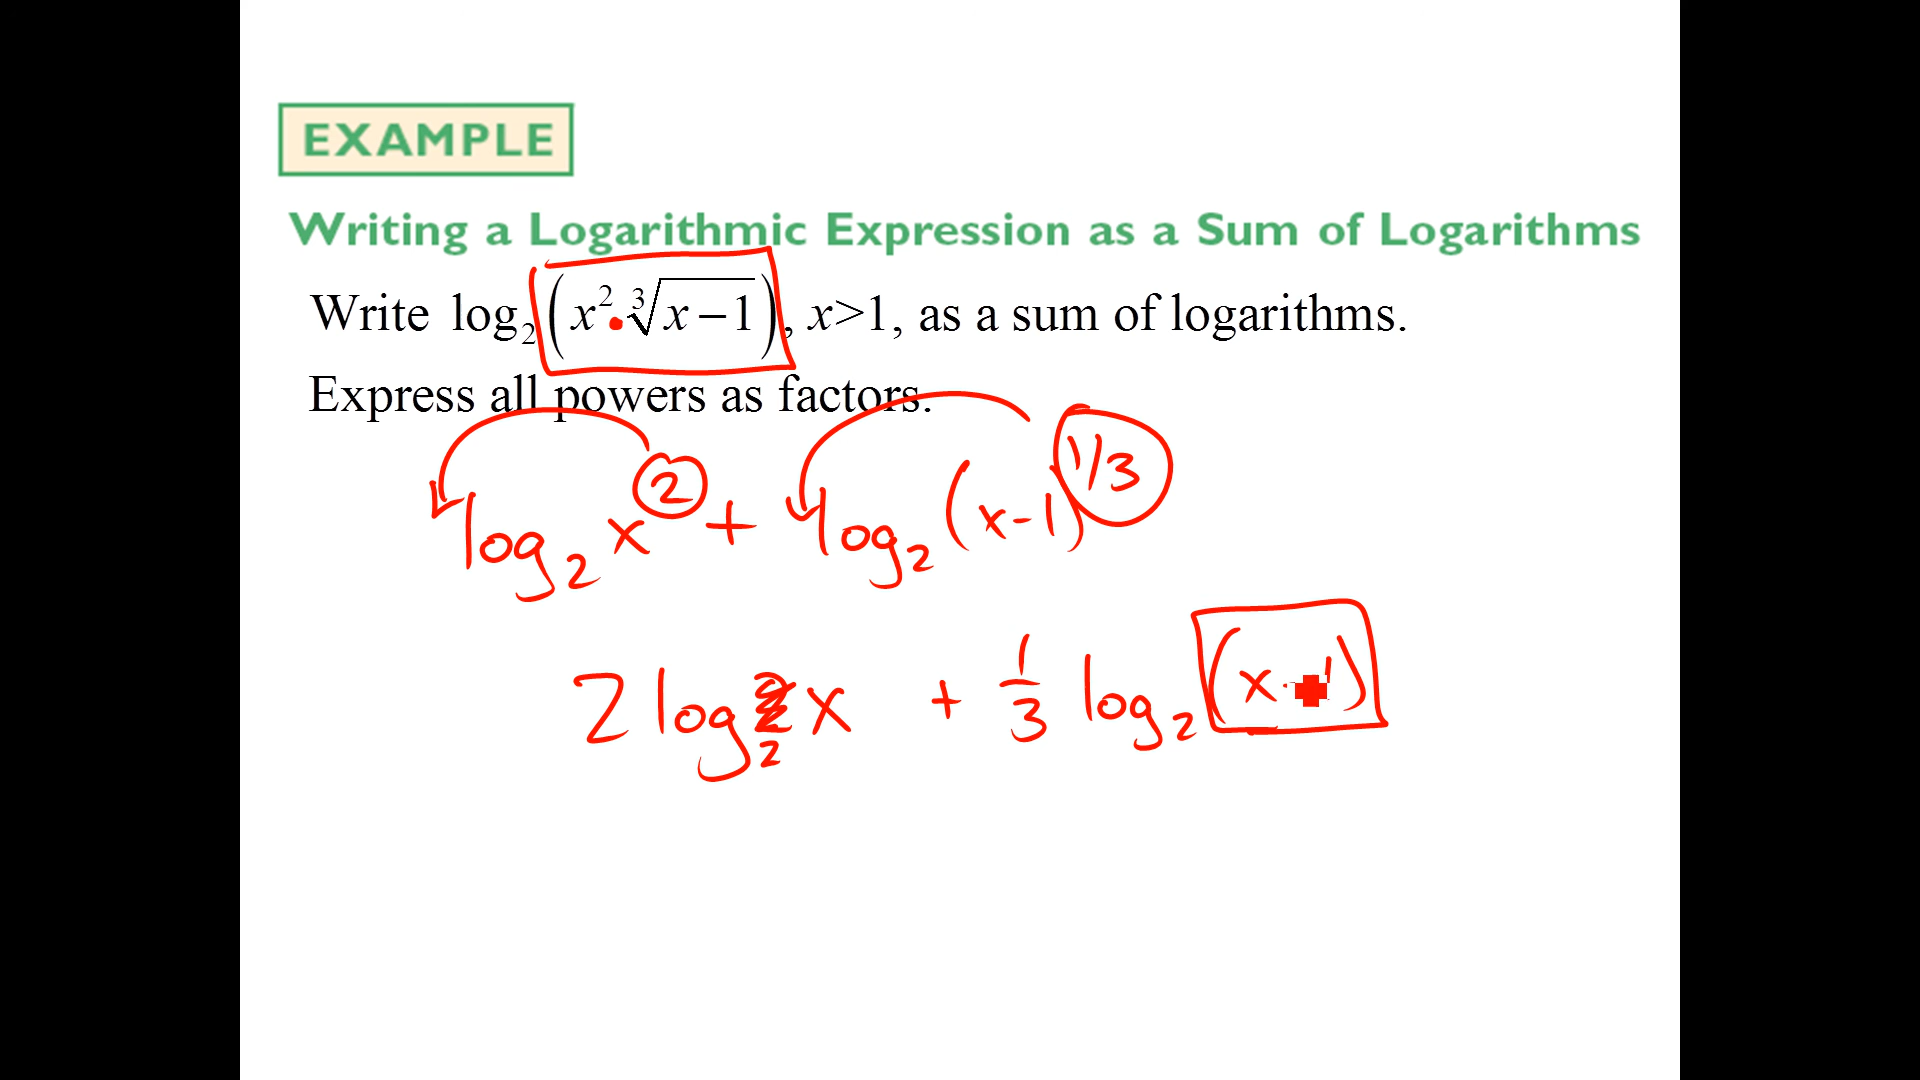 EXAMPLE
Writing a Logarithmic Expression as a Sum of Logarithms
Write log₂ (x² · ∛(x − 1)), x>1, as a sum of logarithms.
Express all powers as factors.
log₂ x² + log₂ (x-1)^1/3
2 log₂ x + 1/3 log₂ (x-1)